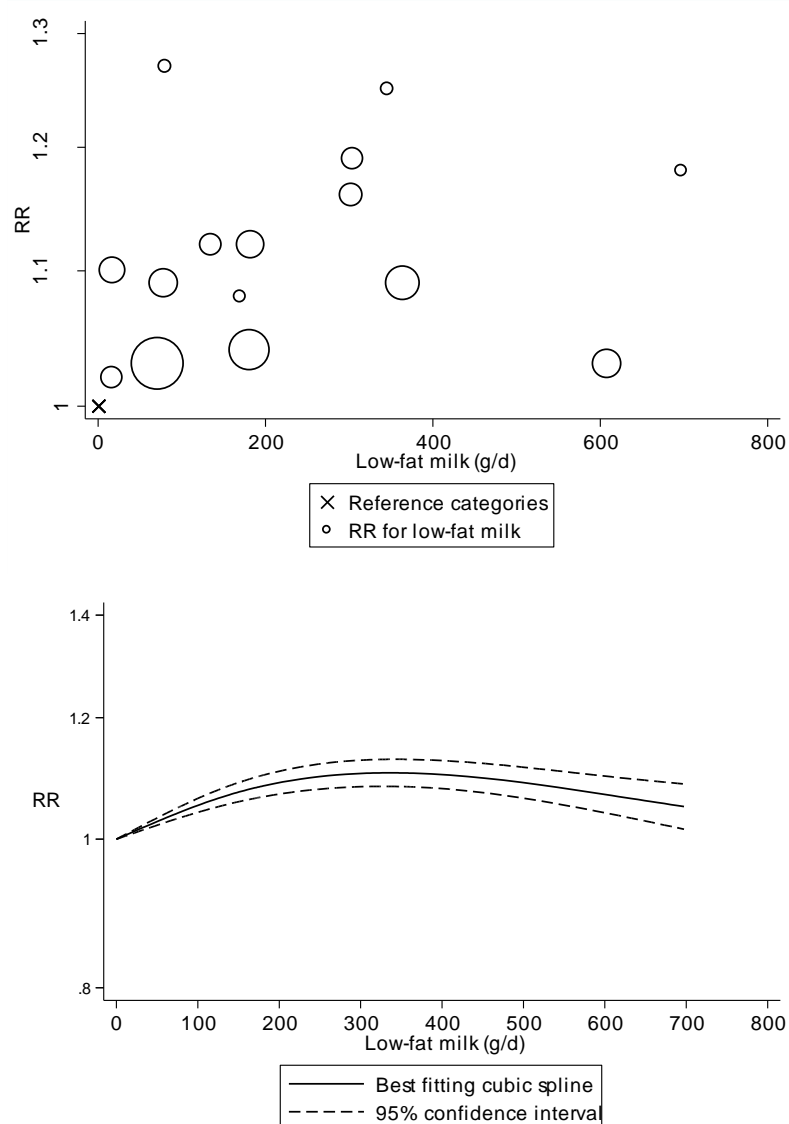 1.3
1.2
1.1
1
RR
0 200 400 600 800
Low-fat milk (g/d)
Reference categories
RR for low-fat milk
1.4
1.2
1
.8
RR
0 100 200 300 400 500 600 700 800
Low-fat milk (g/d)
Best fitting cubic spline
95% confidence interval